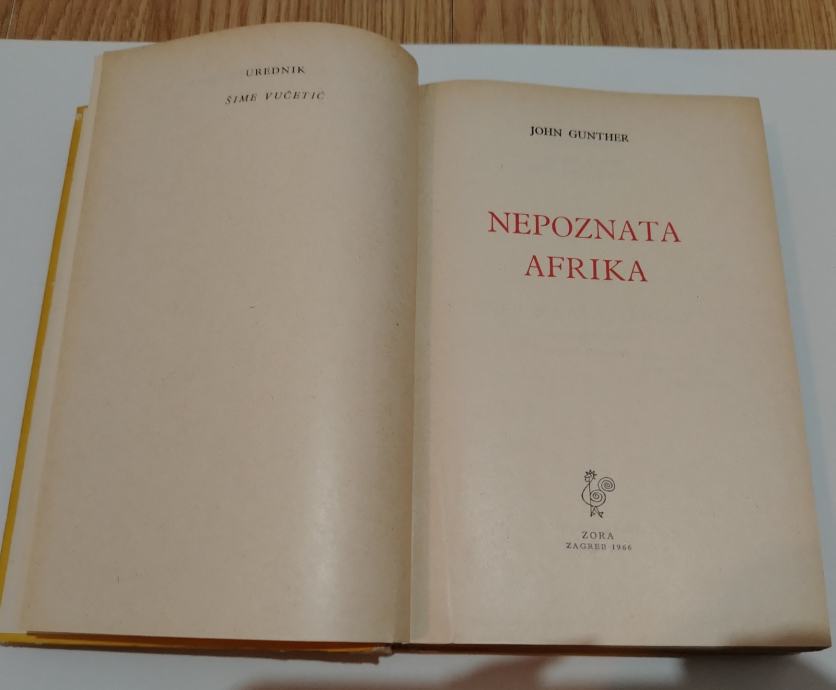 UREDNIK
ŠIME VUČETIĆ
JOHN GUNTHER
NEPOZNATA
AFRIKA
ZORA
ZAGREB 1966